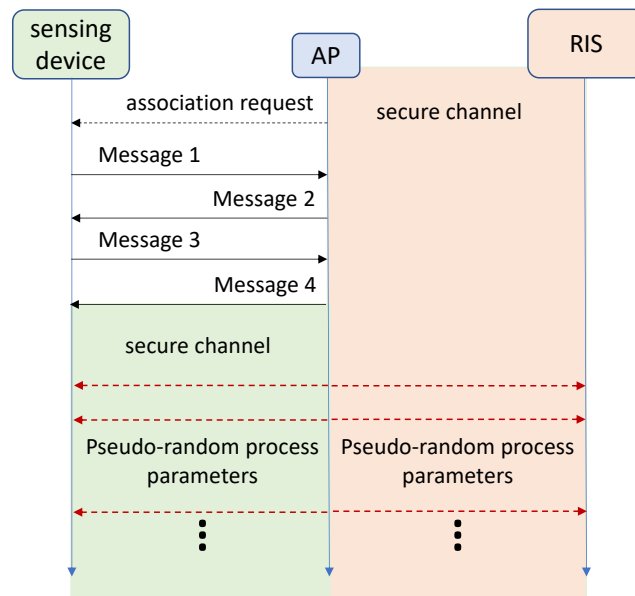 sensing
device
AP
RIS
association request
secure channel
Message 1
Message 2
Message 3
Message 4
secure channel
Pseudo-random process
parameters
Pseudo-random process
parameters